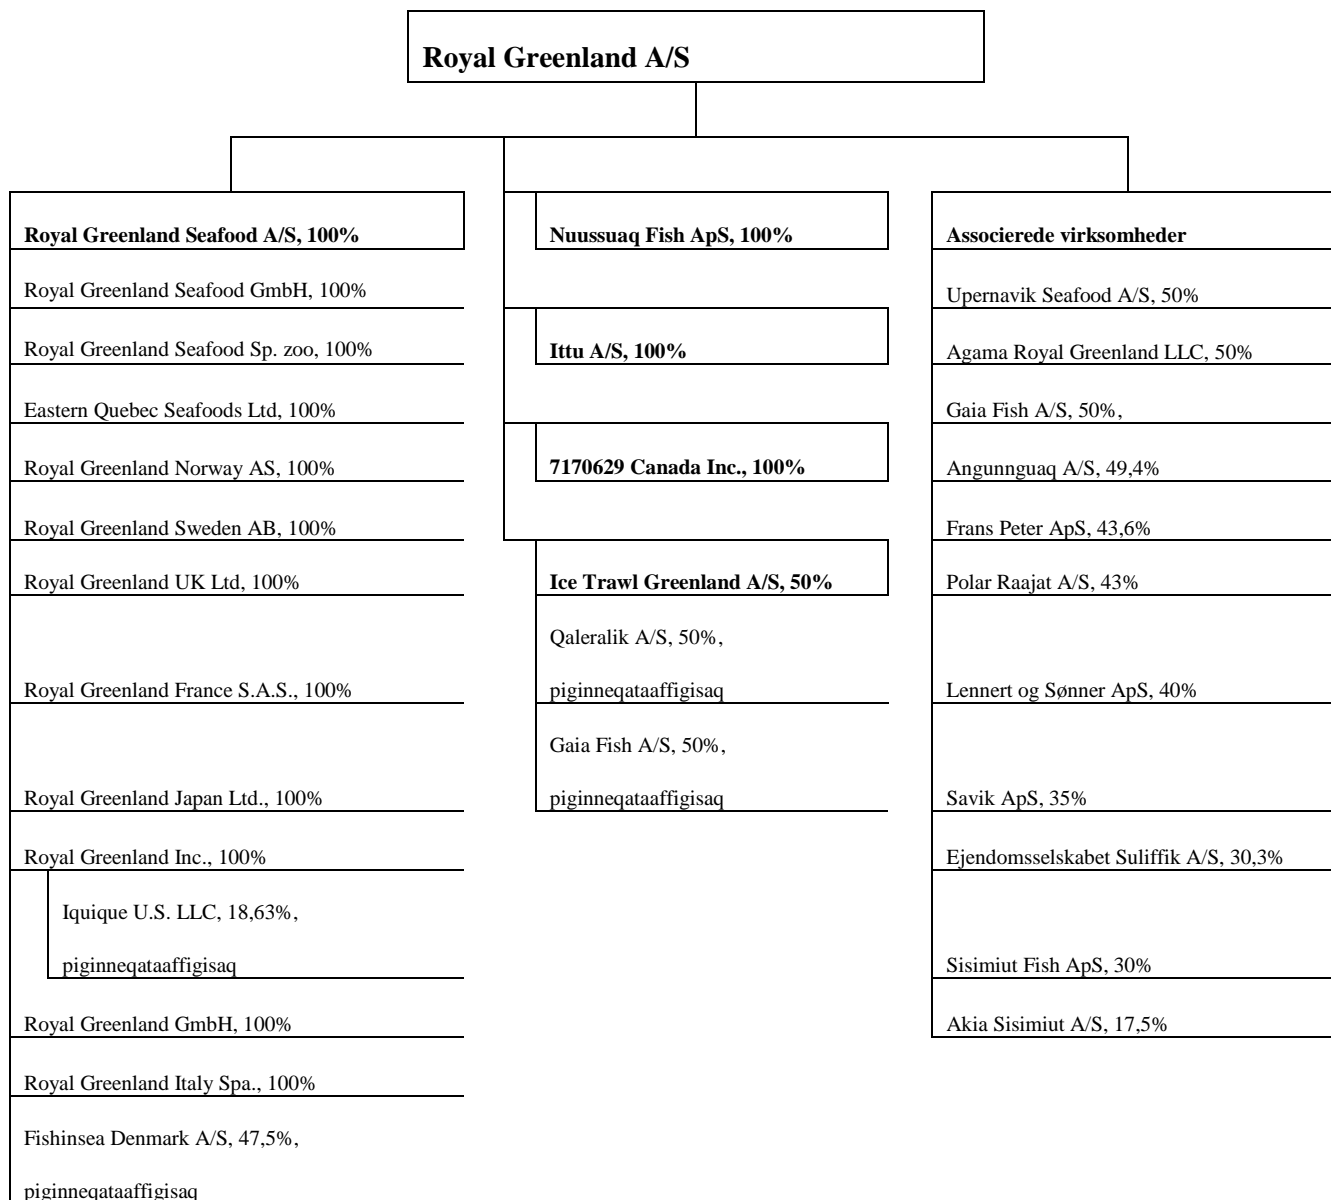 Royal Greenland A/S
Royal Greenland Seafood A/S, 100%
Royal Greenland Seafood GmbH, 100%
Royal Greenland Seafood Sp. zoo, 100%
Eastern Quebec Seafoods Ltd, 100%
Royal Greenland Norway AS, 100%
Royal Greenland Sweden AB, 100%
Royal Greenland UK Ltd, 100%
Royal Greenland France S.A.S., 100%
Royal Greenland Japan Ltd., 100%
Royal Greenland Inc., 100%
Iquique U.S. LLC, 18,63%,
piginneqataaffigisaq
Royal Greenland GmbH, 100%
Royal Greenland Italy Spa., 100%
Fishinsea Denmark A/S, 47,5%,
piginneqataaffigisaq
Nuussuaq Fish ApS, 100%
Ittu A/S, 100%
7170629 Canada Inc., 100%
Ice Trawl Greenland A/S, 50%
Qaleralik A/S, 50%,
piginneqataaffigisaq
Gaia Fish A/S, 50%,
piginneqataaffigisaq
Associerede virksomheder
Upernavik Seafood A/S, 50%
Agama Royal Greenland LLC, 50%
Gaia Fish A/S, 50%,
Angunnguaq A/S, 49,4%
Frans Peter ApS, 43,6%
Polar Raajat A/S, 43%
Lennert og Sønner ApS, 40%
Savik ApS, 35%
Ejendomsselskabet Suliffik A/S, 30,3%
Sisimiut Fish ApS, 30%
Akia Sisimiut A/S, 17,5%